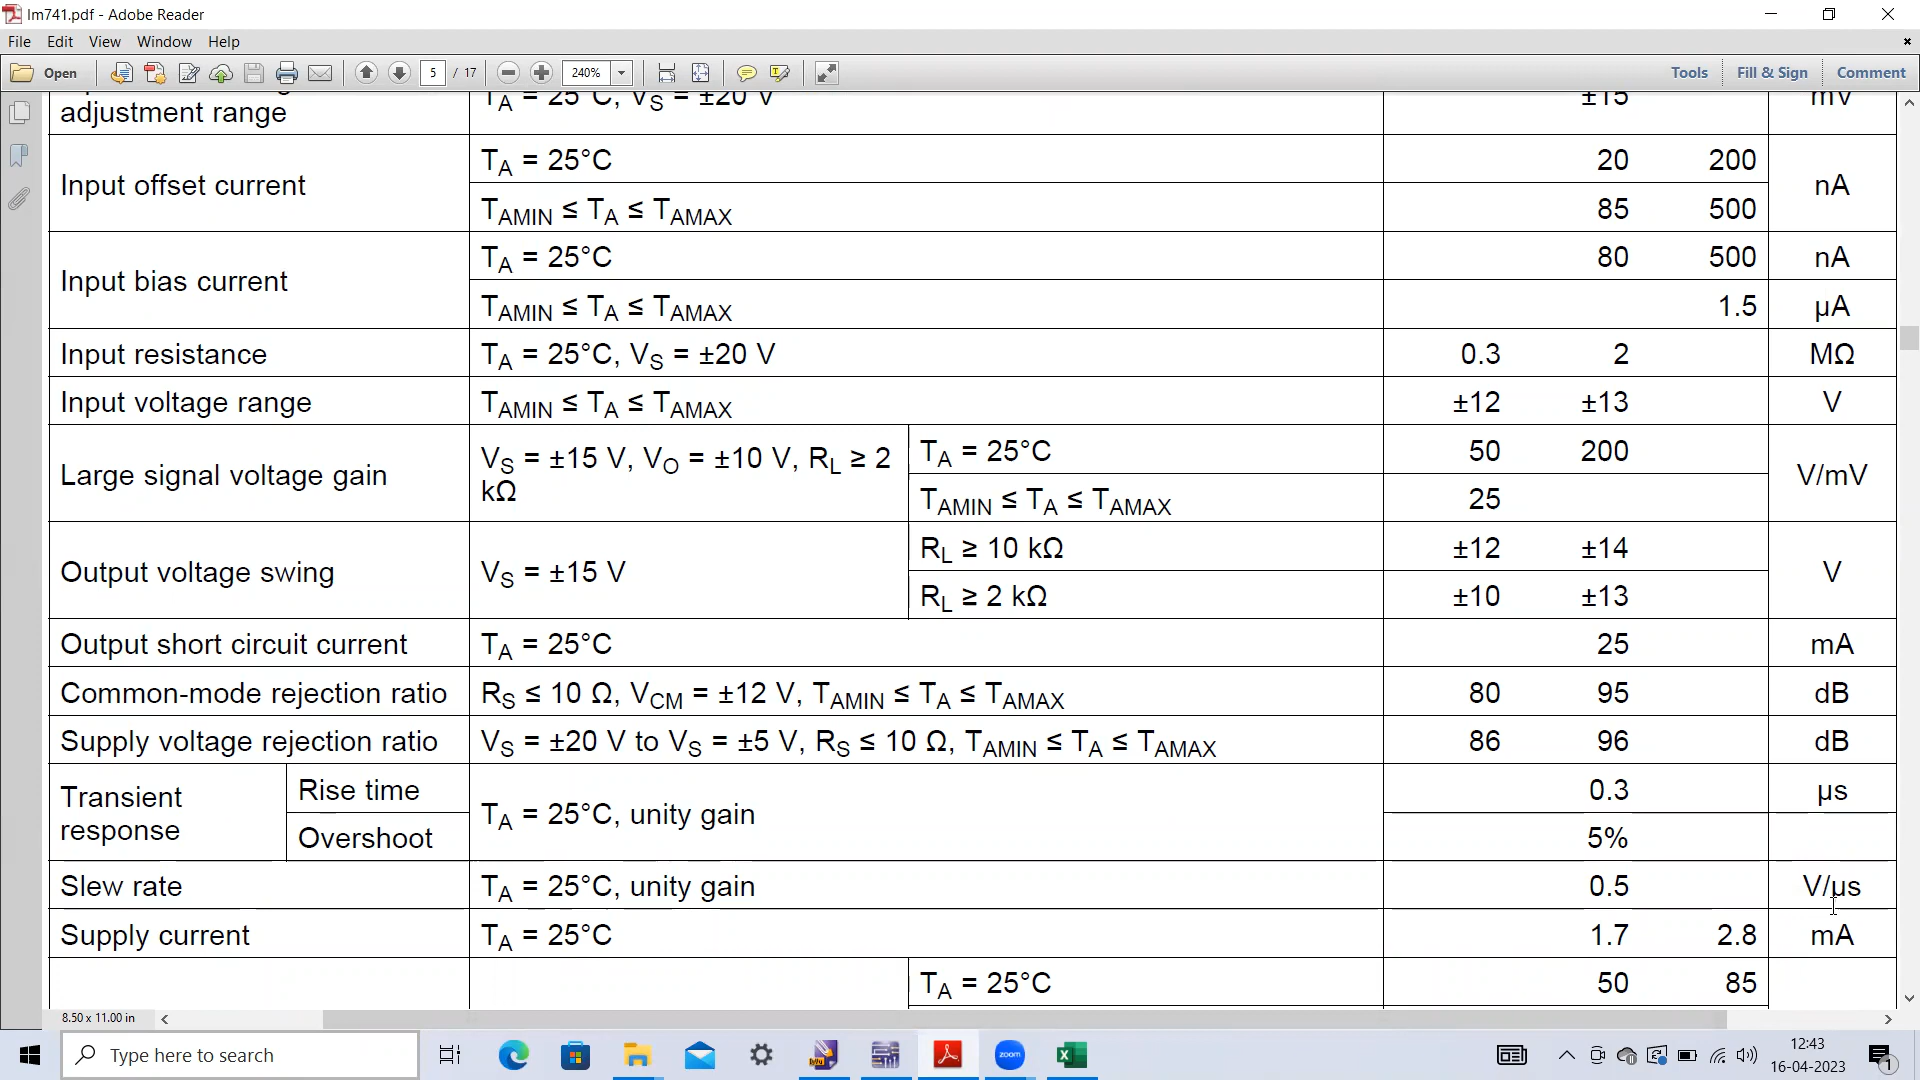 lm741.pdf - Adobe Reader
File Edit View Window Help
Open 5 / 17 240% Tools Fill & Sign Comment
adjustment range TA = 25°C, VS = ±20 V ±15 mV
Input offset current TA = 25°C 20 200 nA
TAMIN ≤ TA ≤ TAMAX 85 500
Input bias current TA = 25°C 80 500 nA
TAMIN ≤ TA ≤ TAMAX 1.5 μA
Input resistance TA = 25°C, VS = ±20 V 0.3 2 MΩ
Input voltage range TAMIN ≤ TA ≤ TAMAX ±12 ±13 V
Large signal voltage gain VS = ±15 V, VO = ±10 V, RL ≥ 2 kΩ TA = 25°C 50 200 V/mV
TAMIN ≤ TA ≤ TAMAX 25
Output voltage swing VS = ±15 V RL ≥ 10 kΩ ±12 ±14 V
RL ≥ 2 kΩ ±10 ±13
Output short circuit current TA = 25°C 25 mA
Common-mode rejection ratio RS ≤ 10 Ω, VCM = ±12 V, TAMIN ≤ TA ≤ TAMAX 80 95 dB
Supply voltage rejection ratio VS = ±20 V to VS = ±5 V, RS ≤ 10 Ω, TAMIN ≤ TA ≤ TAMAX 86 96 dB
Transient response Rise time TA = 25°C, unity gain 0.3 μs
Overshoot 5%
Slew rate TA = 25°C, unity gain 0.5 V/μs
Supply current TA = 25°C 1.7 2.8 mA
TA = 25°C 50 85
8.50 x 11.00 in
Type here to search
zoom
12:43
16-04-2023
1